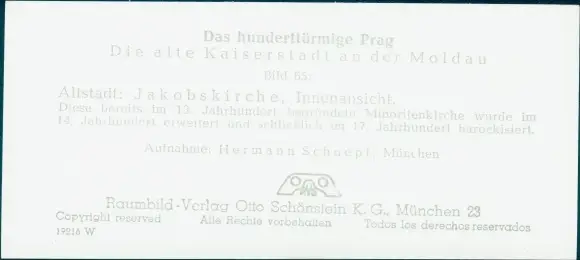 Das hunderttürmige Prag
Die alte Kaiserstadt an der Moldau
Bild 65:
Altstadt: Jakobskirche, Innenansicht.
Diese bereits im 13. Jahrhundert begründete Minoritenkirche wurde im
14. Jahrhundert erweitert und schließlich im 17. Jahrhundert barockisiert.
Aufnahme: Hermann Schoepf, München
Raumbild-Verlag Otto Schönstein K. G., München 23
Copyright reserved Alle Rechte vorbehalten Todos los derechos reservados
19216 W